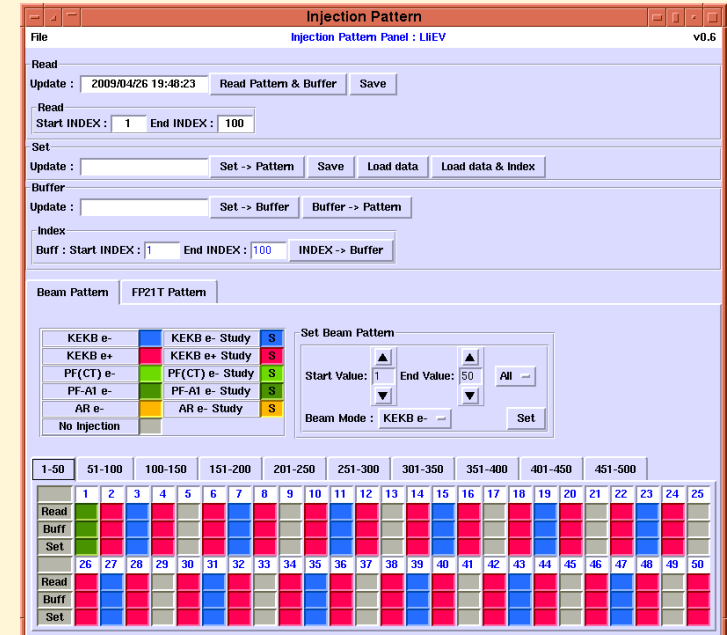 Injection Pattern
File Injection Pattern Panel : LIiEV v0.6
Read
Update : 2009/04/26 19:48:23 Read Pattern & Buffer Save
Read
Start INDEX : 1 End INDEX : 100
Set
Update : Set -> Pattern Save Load data Load data & Index
Buffer
Update : Set -> Buffer Buffer -> Pattern
Index
Buff : Start INDEX : 1 End INDEX : 100 INDEX -> Buffer
Beam Pattern FP21T Pattern
KEKB e- KEKB e- Study S
KEKB e+ KEKB e+ Study S
PF(CT) e- PF(CT) e- Study S
PF-A1 e- PF-A1 e- Study S
AR e- AR e- Study S
No Injection
Set Beam Pattern
Start Value: 1 End Value: 50 All
Beam Mode : KEKB e- Set
1-50 51-100 100-150 151-200 201-250 251-300 301-350 351-400 401-450 451-500
1 2 3 4 5 6 7 8 9 10 11 12 13 14 15 16 17 18 19 20 21 22 23 24 25
Read
Buff
Set
26 27 28 29 30 31 32 33 34 35 36 37 38 39 40 41 42 43 44 45 46 47 48 49 50
Read
Buff
Set